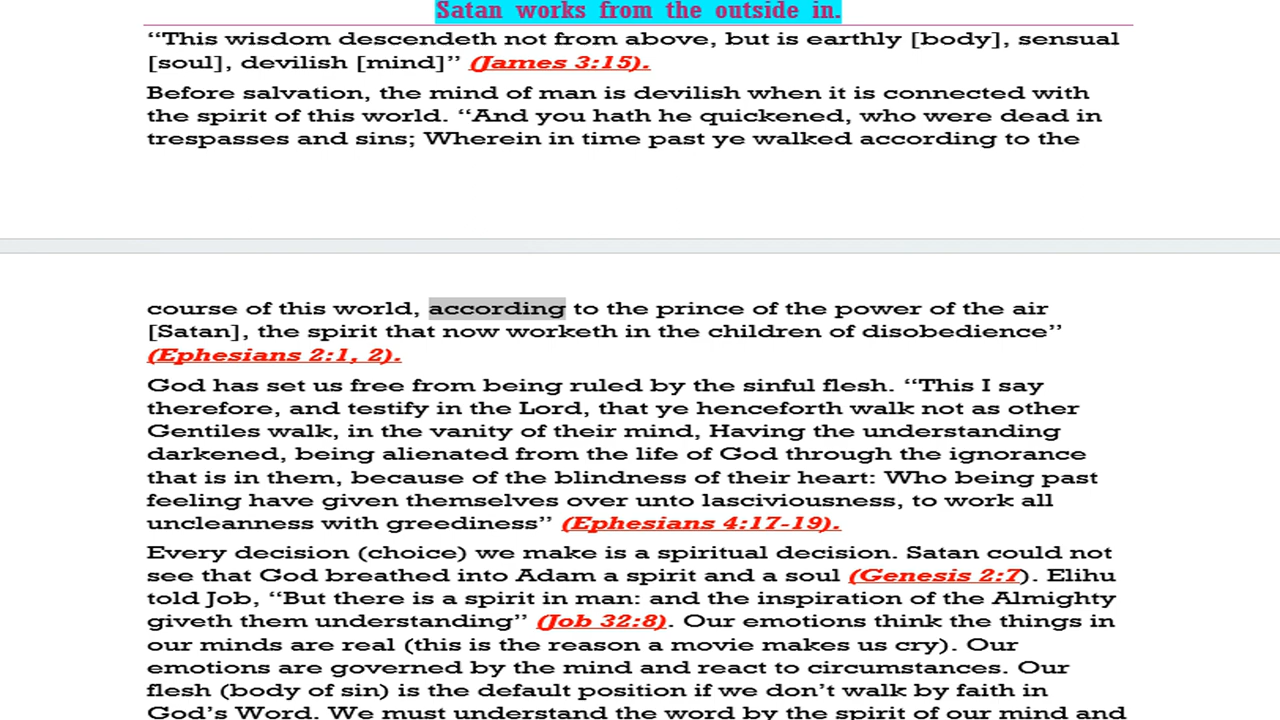 Satan works from the outside in.
“This wisdom descendeth not from above, but is earthly [body], sensual
[soul], devilish [mind]” (James 3:15).
Before salvation, the mind of man is devilish when it is connected with
the spirit of this world. “And you hath he quickened, who were dead in
trespasses and sins; Wherein in time past ye walked according to the
course of this world, according to the prince of the power of the air
[Satan], the spirit that now worketh in the children of disobedience”
(Ephesians 2:1, 2).
God has set us free from being ruled by the sinful flesh. “This I say
therefore, and testify in the Lord, that ye henceforth walk not as other
Gentiles walk, in the vanity of their mind, Having the understanding
darkened, being alienated from the life of God through the ignorance
that is in them, because of the blindness of their heart: Who being past
feeling have given themselves over unto lasciviousness, to work all
uncleanness with greediness” (Ephesians 4:17-19).
Every decision (choice) we make is a spiritual decision. Satan could not
see that God breathed into Adam a spirit and a soul (Genesis 2:7). Elihu
told Job, “But there is a spirit in man: and the inspiration of the Almighty
giveth them understanding” (Job 32:8). Our emotions think the things in
our minds are real (this is the reason a movie makes us cry). Our
emotions are governed by the mind and react to circumstances. Our
flesh (body of sin) is the default position if we don’t walk by faith in
God’s Word. We must understand the word by the spirit of our mind and